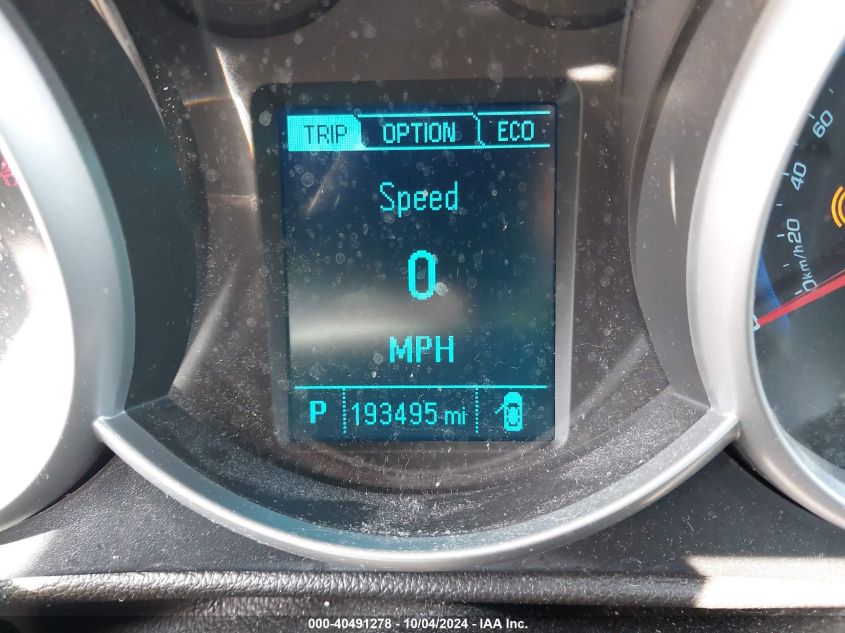 TRIP OPTION ECO
Speed
0
MPH
P 193495 mi
60
40
20
0
km/h
000-40491278 - 10/04/2024 - IAA Inc.